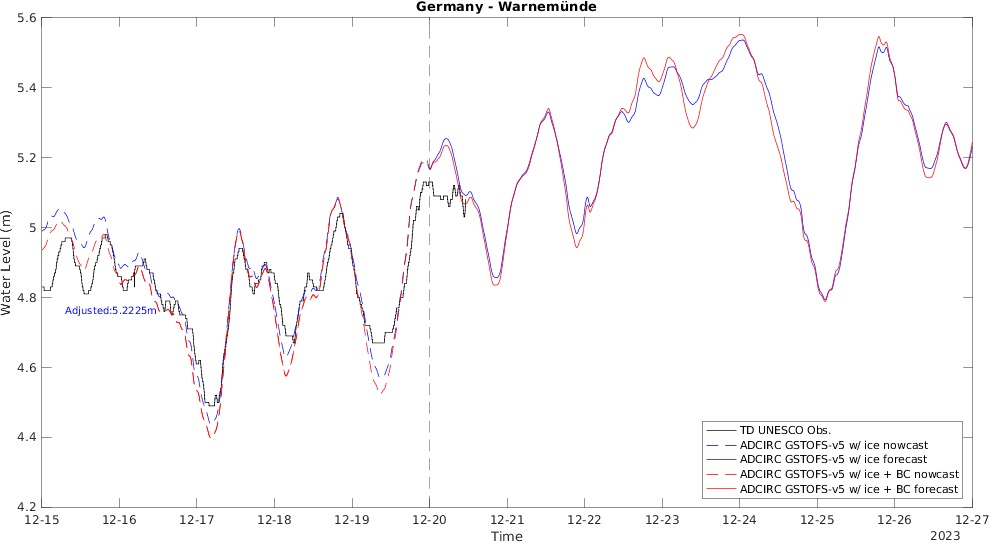 Germany - Warnemünde
Water Level (m)
5.6
5.4
5.2
5
4.8
4.6
4.4
4.2
Adjusted:5.2225m
TD UNESCO Obs.
ADCIRC GSTOFS-v5 w/ ice nowcast
ADCIRC GSTOFS-v5 w/ ice forecast
ADCIRC GSTOFS-v5 w/ ice + BC nowcast
ADCIRC GSTOFS-v5 w/ ice + BC forecast
12-15 12-16 12-17 12-18 12-19 12-20 12-21 12-22 12-23 12-24 12-25 12-26 12-27
Time
2023